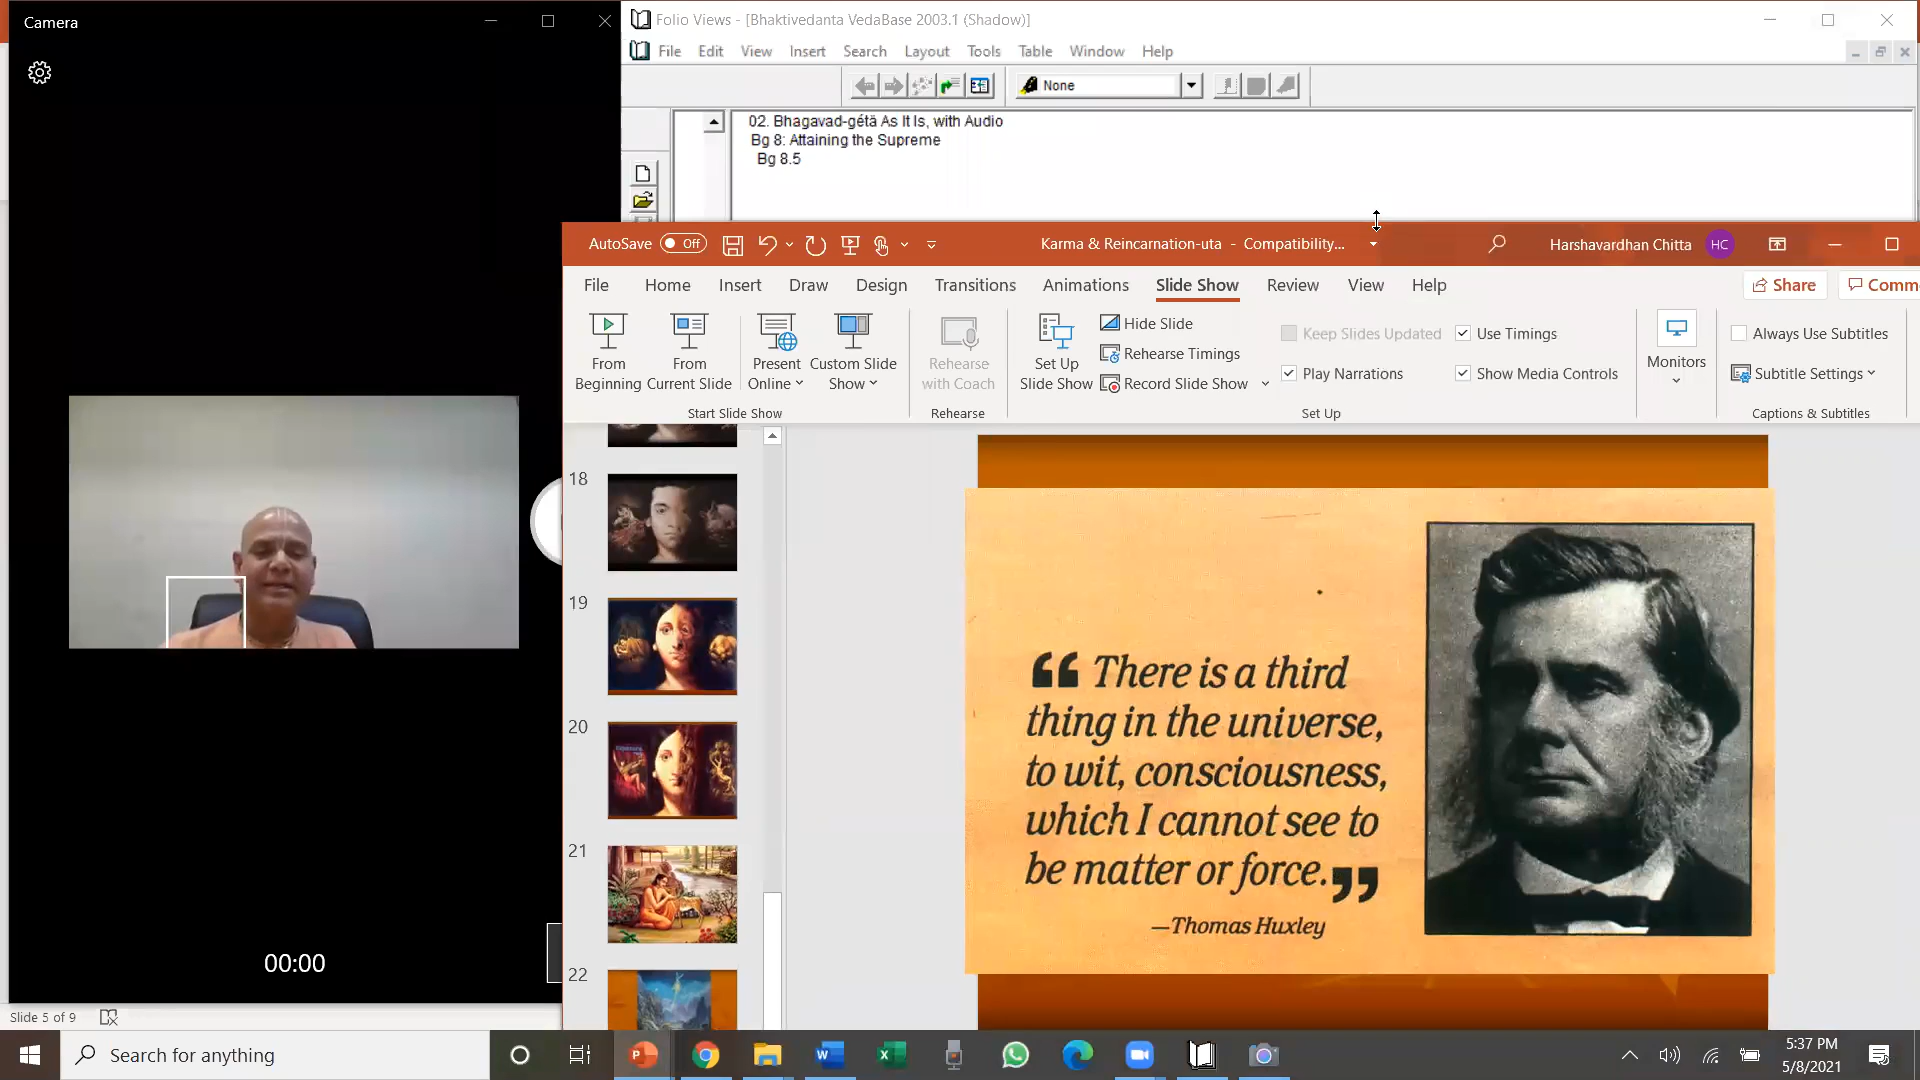 Camera
Folio Views - [Bhaktivedanta VedaBase 2003.1 (Shadow)]
File Edit View Insert Search Layout Tools Table Window Help
None
02. Bhagavad-gétä As It Is, with Audio
Bg 8: Attaining the Supreme
Bg 8.5
AutoSave Off
Karma & Reincarnation-uta - Compatibility...
Harshavardhan Chitta HC
File Home Insert Draw Design Transitions Animations Slide Show Review View Help
Share Comm
From Beginning
From Current Slide
Present Online
Custom Slide Show
Start Slide Show
Rehearse with Coach
Rehearse
Set Up Slide Show
Hide Slide
Rehearse Timings
Record Slide Show
Keep Slides Updated
Play Narrations
Use Timings
Show Media Controls
Set Up
Monitors
Always Use Subtitles
Subtitle Settings
Captions & Subtitles
18
19
20
21
22
“There is a third
thing in the universe,
to wit, consciousness,
which I cannot see to
be matter or force.”
—Thomas Huxley
00:00
Slide 5 of 9
Search for anything
5:37 PM
5/8/2021